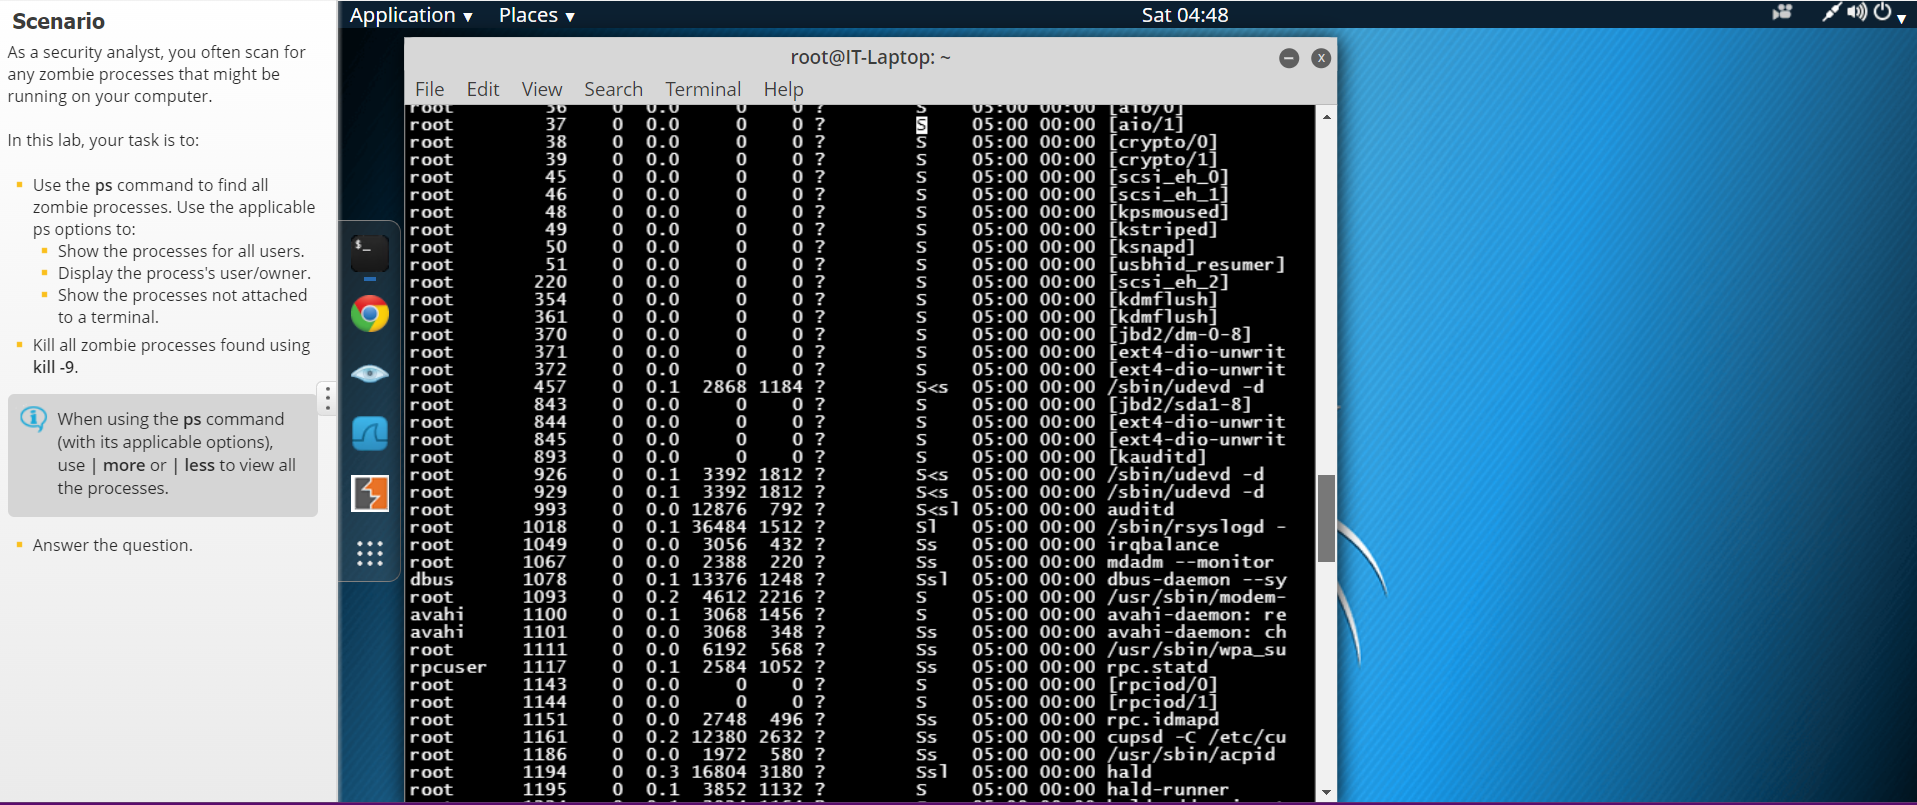 Scenario
As a security analyst, you often scan for
any zombie processes that might be
running on your computer.
In this lab, your task is to:
Use the ps command to find all
zombie processes. Use the applicable
ps options to:
Show the processes for all users.
Display the process's user/owner.
Show the processes not attached
to a terminal.
Kill all zombie processes found using
kill -9.
When using the ps command
(with its applicable options),
use | more or | less to view all
the processes.
Answer the question.
Application ▾ Places ▾ Sat 04:48
root@IT-Laptop: ~
File Edit View Search Terminal Help
root 36 0 0.0 0 0 ? S 05:00 00:00 [aio/0]
root 37 0 0.0 0 0 ? S 05:00 00:00 [aio/1]
root 38 0 0.0 0 0 ? S 05:00 00:00 [crypto/0]
root 39 0 0.0 0 0 ? S 05:00 00:00 [crypto/1]
root 45 0 0.0 0 0 ? S 05:00 00:00 [scsi_eh_0]
root 46 0 0.0 0 0 ? S 05:00 00:00 [scsi_eh_1]
root 48 0 0.0 0 0 ? S 05:00 00:00 [kpsmoused]
root 49 0 0.0 0 0 ? S 05:00 00:00 [kstriped]
root 50 0 0.0 0 0 ? S 05:00 00:00 [ksnapd]
root 51 0 0.0 0 0 ? S 05:00 00:00 [usbhid_resumer]
root 220 0 0.0 0 0 ? S 05:00 00:00 [scsi_eh_2]
root 354 0 0.0 0 0 ? S 05:00 00:00 [kdmflush]
root 361 0 0.0 0 0 ? S 05:00 00:00 [kdmflush]
root 370 0 0.0 0 0 ? S 05:00 00:00 [jbd2/dm-0-8]
root 371 0 0.0 0 0 ? S 05:00 00:00 [ext4-dio-unwrit
root 372 0 0.0 0 0 ? S 05:00 00:00 [ext4-dio-unwrit
root 457 0 0.1 2868 1184 ? S<s 05:00 00:00 /sbin/udevd -d
root 843 0 0.0 0 0 ? S 05:00 00:00 [jbd2/sda1-8]
root 844 0 0.0 0 0 ? S 05:00 00:00 [ext4-dio-unwrit
root 845 0 0.0 0 0 ? S 05:00 00:00 [ext4-dio-unwrit
root 893 0 0.0 0 0 ? S 05:00 00:00 [kauditd]
root 926 0 0.1 3392 1812 ? S<s 05:00 00:00 /sbin/udevd -d
root 929 0 0.1 3392 1812 ? S<s 05:00 00:00 /sbin/udevd -d
root 993 0 0.0 12876 792 ? S<sl 05:00 00:00 auditd
root 1018 0 0.1 36484 1512 ? Sl 05:00 00:00 /sbin/rsyslogd -
root 1049 0 0.0 3056 432 ? Ss 05:00 00:00 irqbalance
root 1067 0 0.0 2388 220 ? Ss 05:00 00:00 mdadm --monitor
dbus 1078 0 0.1 13376 1248 ? Ssl 05:00 00:00 dbus-daemon --sy
root 1093 0 0.2 4612 2216 ? S 05:00 00:00 /usr/sbin/modem-
avahi 1100 0 0.1 3068 1456 ? S 05:00 00:00 avahi-daemon: re
avahi 1101 0 0.0 3068 348 ? Ss 05:00 00:00 avahi-daemon: ch
root 1111 0 0.0 6192 568 ? Ss 05:00 00:00 /usr/sbin/wpa_su
rpcuser 1117 0 0.1 2584 1052 ? Ss 05:00 00:00 rpc.statd
root 1143 0 0.0 0 0 ? S 05:00 00:00 [rpciod/0]
root 1144 0 0.0 0 0 ? S 05:00 00:00 [rpciod/1]
root 1151 0 0.0 2748 496 ? Ss 05:00 00:00 rpc.idmapd
root 1161 0 0.2 12380 2632 ? Ss 05:00 00:00 cupsd -C /etc/cu
root 1186 0 0.0 1972 580 ? Ss 05:00 00:00 /usr/sbin/acpid
root 1194 0 0.3 16804 3180 ? Ssl 05:00 00:00 hald
root 1195 0 0.1 3852 1132 ? S 05:00 00:00 hald-runner